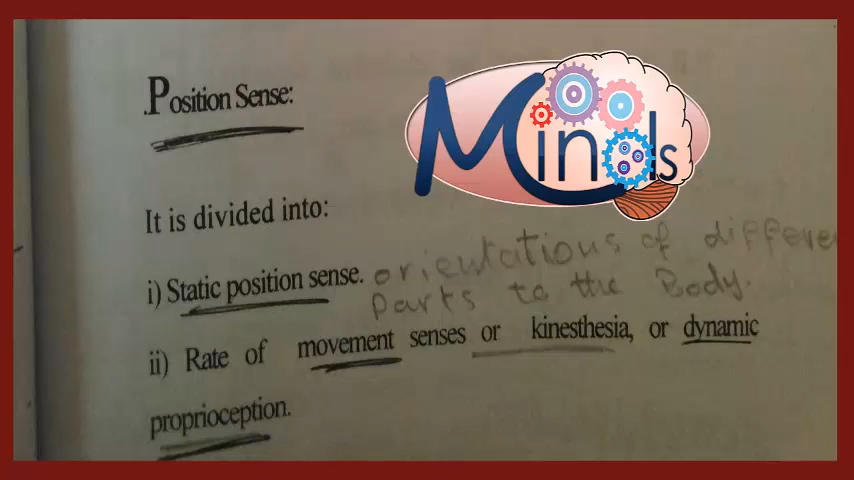 Position Sense:
Minds
It is divided into:
i) Static position sense. orientations of differe
parts to the Body.
ii) Rate of movement senses or kinesthesia, or dynamic
proprioception.